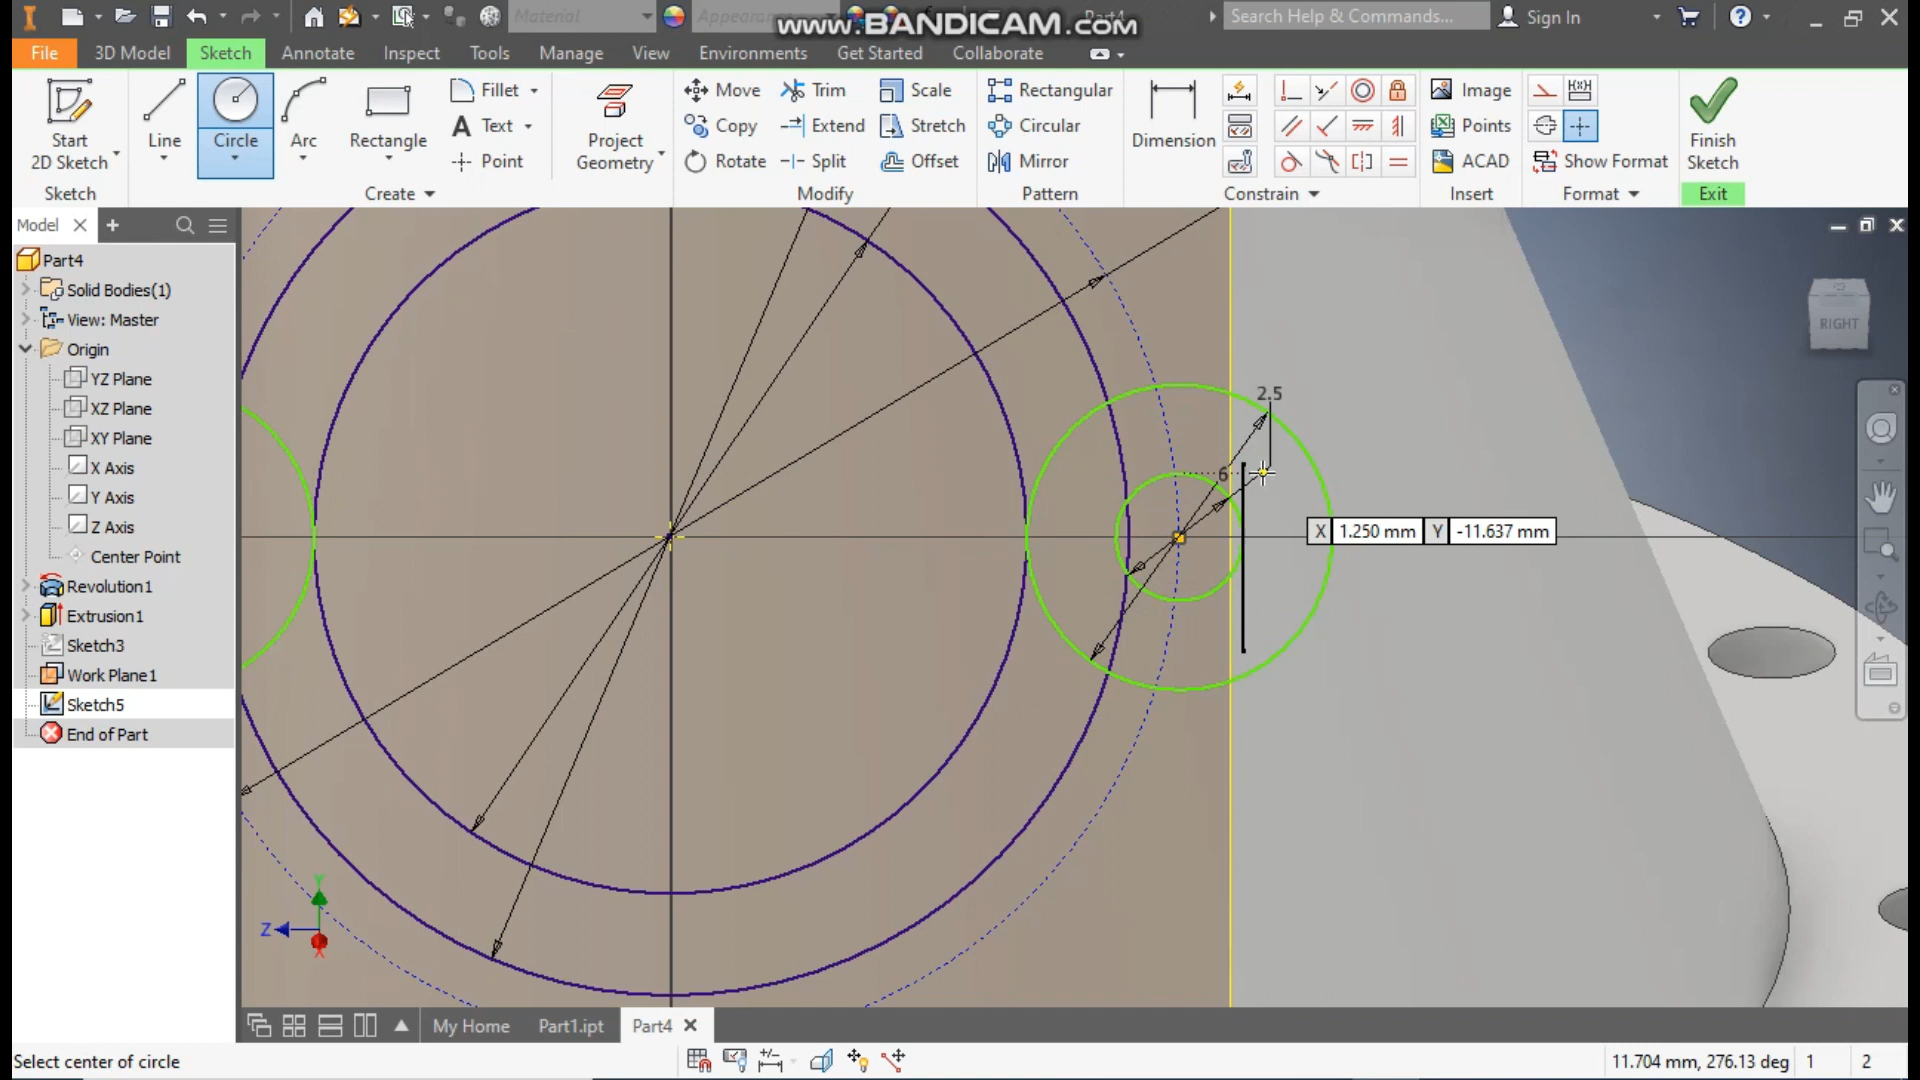 Material
Appearance
www.BANDICAM.com
Part4
Search Help & Commands...
Sign In
File
3D Model
Sketch
Annotate
Inspect
Tools
Manage
View
Environments
Get Started
Collaborate
Start
2D Sketch
Line
Circle
Arc
Rectangle
Fillet
Text
Point
Project
Geometry
Move
Copy
Rotate
Trim
Extend
Split
Scale
Stretch
Offset
Rectangular
Circular
Mirror
Dimension
Image
Points
ACAD
Show Format
Finish
Sketch
Sketch
Create
Modify
Pattern
Constrain
Insert
Format
Exit
Model
Part4
Solid Bodies(1)
View: Master
Origin
YZ Plane
XZ Plane
XY Plane
X Axis
Y Axis
Z Axis
Center Point
Revolution1
Extrusion1
Sketch3
Work Plane1
Sketch5
End of Part
RIGHT
2.5
6
X 1.250 mm Y -11.637 mm
Y
Z
X
My Home
Part1.ipt
Part4
Select center of circle
11.704 mm, 276.13 deg 1 2